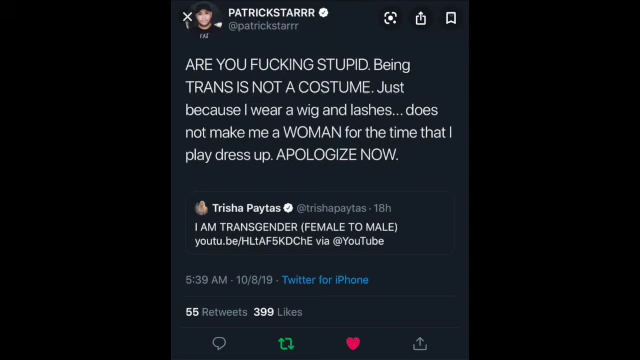 PATRICKSTARRR
@patrickstarrr
ARE YOU FUCKING STUPID. Being
TRANS IS NOT A COSTUME. Just
because I wear a wig and lashes... does
not make me a WOMAN for the time that I
play dress up. APOLOGIZE NOW.
Trisha Paytas @trishapaytas · 18h
I AM TRANSGENDER (FEMALE TO MALE)
youtu.be/HLtAF5KDChE via @YouTube
5:39 AM · 10/8/19 · Twitter for iPhone
55 Retweets 399 Likes